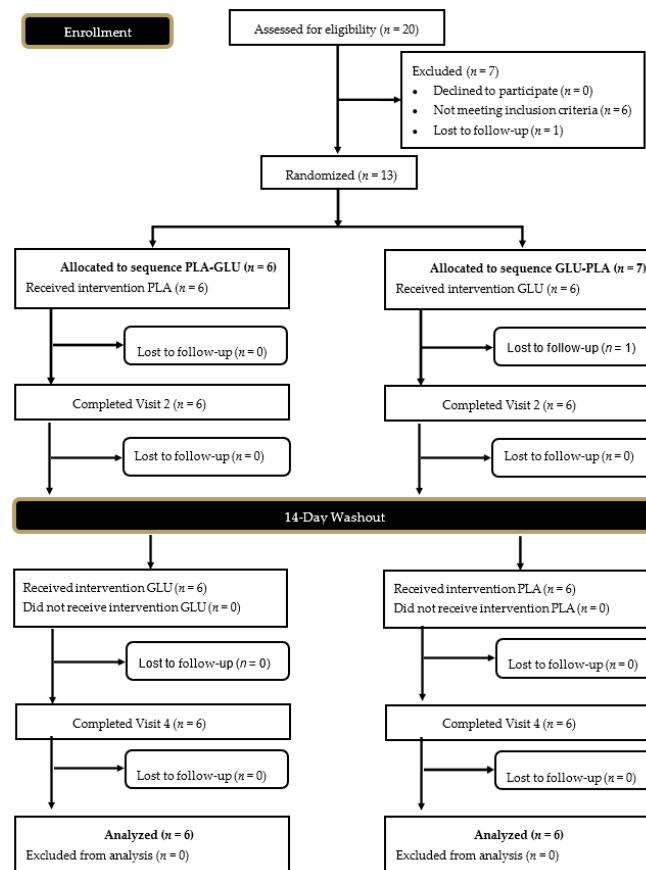 Enrollment
Assessed for eligibility (n = 20)
Excluded (n = 7)
• Declined to participate (n = 0)
• Not meeting inclusion criteria (n = 6)
• Lost to follow-up (n = 1)
Randomized (n = 13)
Allocated to sequence PLA-GLU (n = 6)
Received intervention PLA (n = 6)
Allocated to sequence GLU-PLA (n = 7)
Received intervention GLU (n = 6)
Lost to follow-up (n = 0)
Lost to follow-up (n = 1)
Completed Visit 2 (n = 6)
Completed Visit 2 (n = 6)
Lost to follow-up (n = 0)
Lost to follow-up (n = 0)
14-Day Washout
Received intervention GLU (n = 6)
Did not receive intervention GLU (n = 0)
Received intervention PLA (n = 6)
Did not receive intervention PLA (n = 0)
Lost to follow-up (n = 0)
Lost to follow-up (n = 0)
Completed Visit 4 (n = 6)
Completed Visit 4 (n = 6)
Lost to follow-up (n = 0)
Lost to follow-up (n = 0)
Analyzed (n = 6)
Excluded from analysis (n = 0)
Analyzed (n = 6)
Excluded from analysis (n = 0)